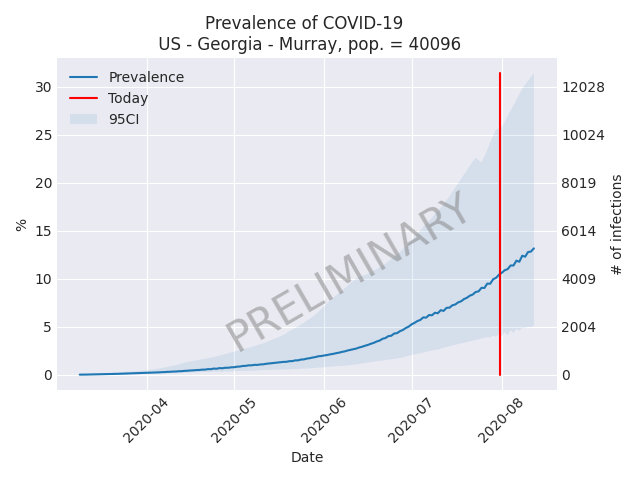 Prevalence of COVID-19
US - Georgia - Murray, pop. = 40096
Prevalence
Today
95CI
PRELIMINARY
30
25
20
15
10
5
0
%
12028
10024
8019
6014
4009
2004
0
# of infections
2020-04
2020-05
2020-06
2020-07
2020-08
Date